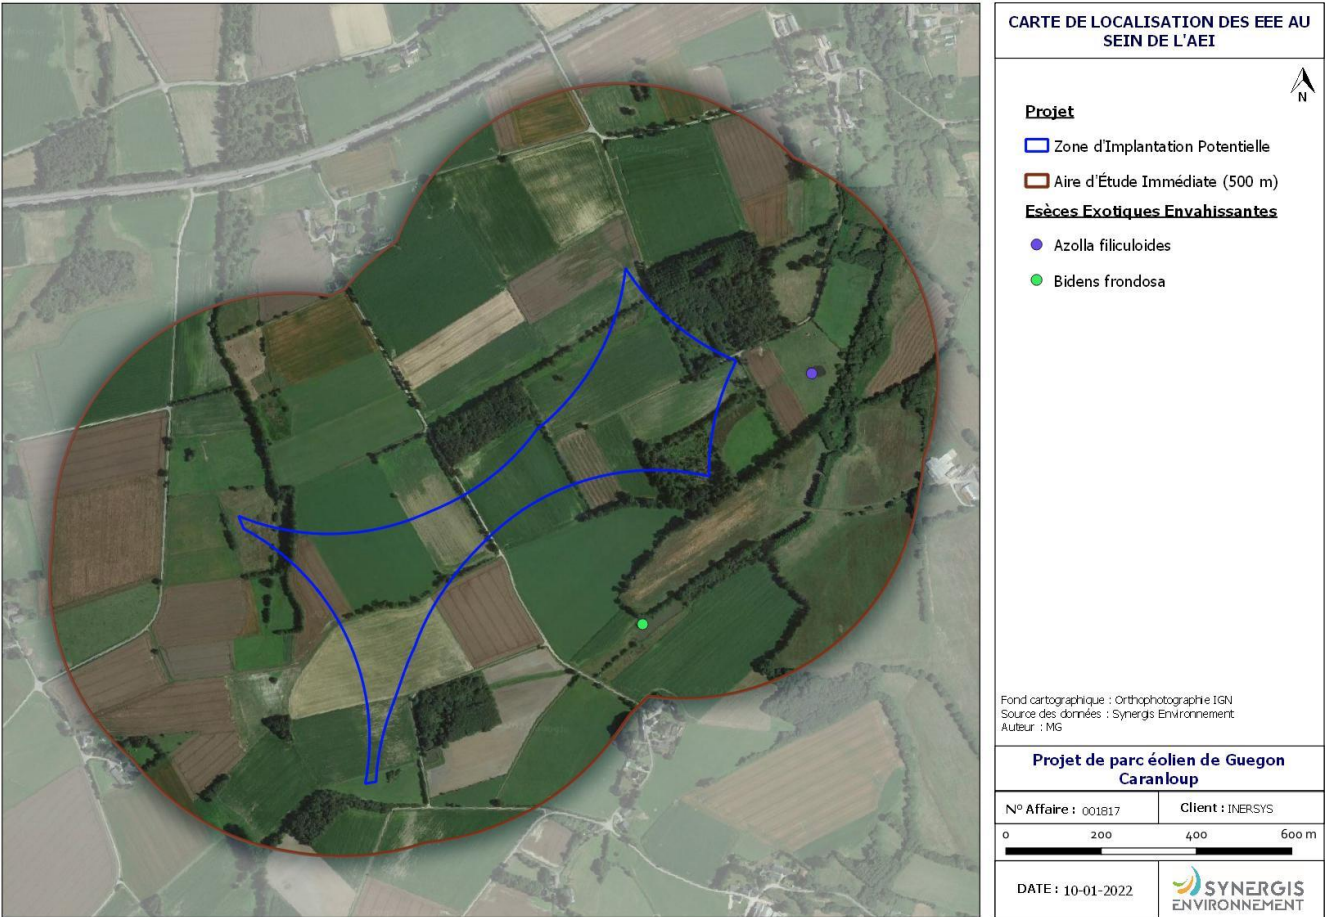 CARTE DE LOCALISATION DES EEE AU
SEIN DE L'AEI
N
Projet
Zone d'Implantation Potentielle
Aire d'Étude Immédiate (500 m)
Esèces Exotiques Envahissantes
Azolla filiculoides
Bidens frondosa
Fond cartographique : Orthophotographie IGN
Source des données : Synergis Environnement
Auteur : MG
Projet de parc éolien de Guegon
Caranloup
N° Affaire : 001817 Client : INERSYS
0 200 400 600 m
DATE : 10-01-2022
SYNERGIS
ENVIRONNEMENT